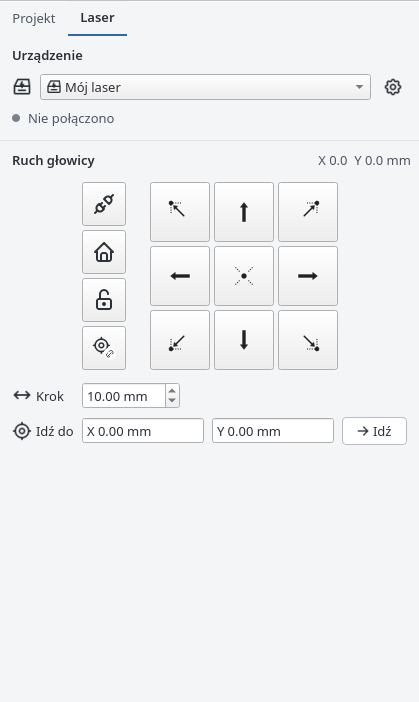 Projekt Laser
Urządzenie
Mój laser
Nie połączono
Ruch głowicy X 0.0 Y 0.0 mm
Krok 10.00 mm
Idź do X 0.00 mm Y 0.00 mm Idź